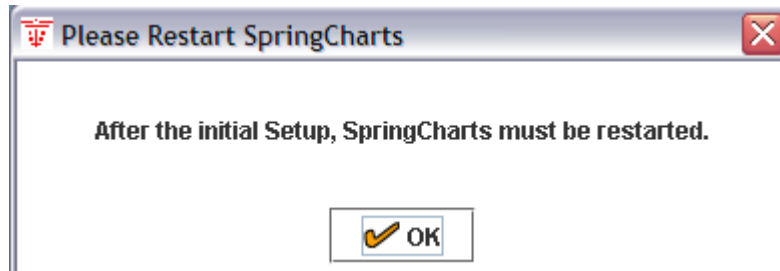 Please Restart SpringCharts
After the initial Setup, SpringCharts must be restarted.
OK